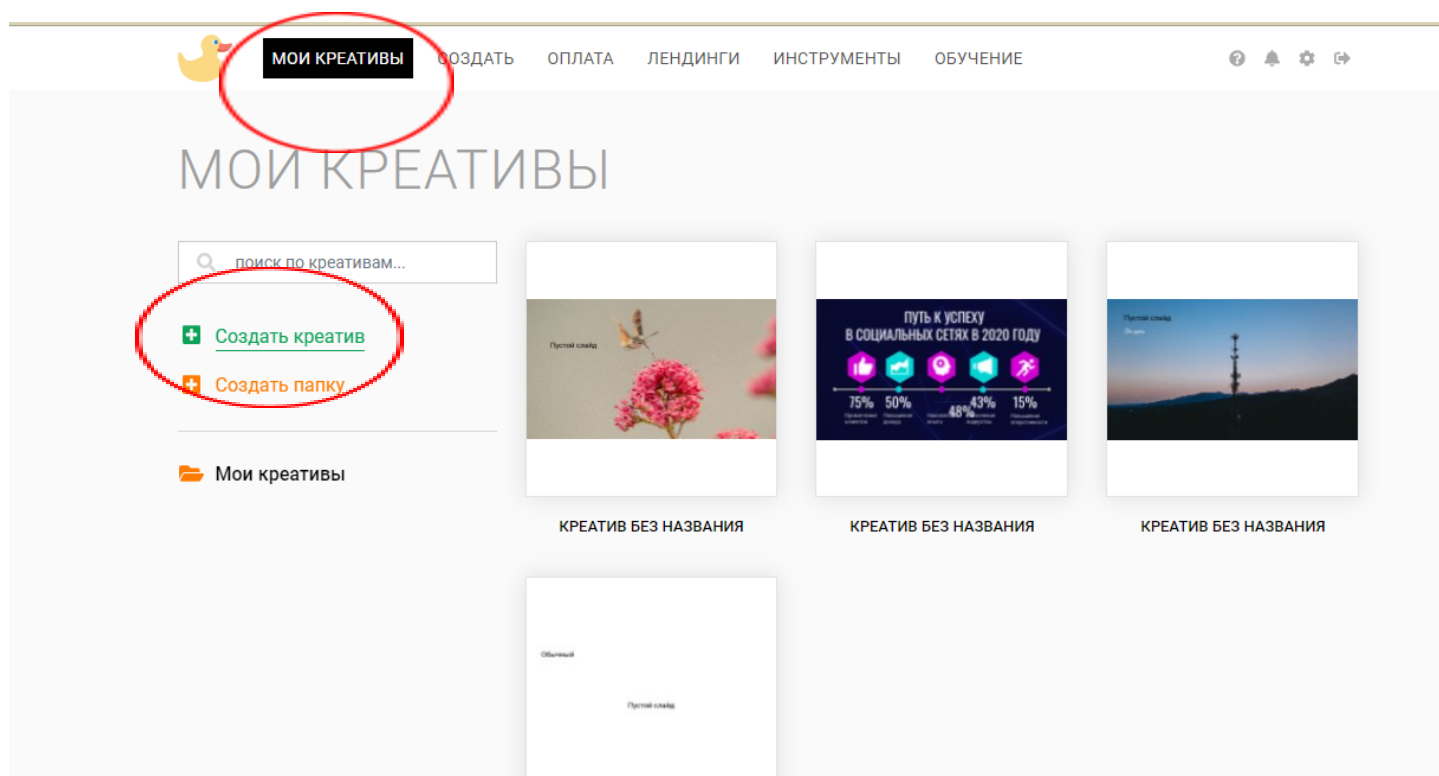 МОИ КРЕАТИВЫ СОЗДАТЬ ОПЛАТА ЛЕНДИНГИ ИНСТРУМЕНТЫ ОБУЧЕНИЕ
МОИ КРЕАТИВЫ
поиск по креативам...
Создать креатив
Создать папку
Мои креативы
Пустой слайд
КРЕАТИВ БЕЗ НАЗВАНИЯ
ПУТЬ К УСПЕХУ
В СОЦИАЛЬНЫХ СЕТЯХ В 2020 ГОДУ
75% 50% 48% 43% 15%
КРЕАТИВ БЕЗ НАЗВАНИЯ
Пустой слайд
КРЕАТИВ БЕЗ НАЗВАНИЯ
Обычный
Пустой слайд